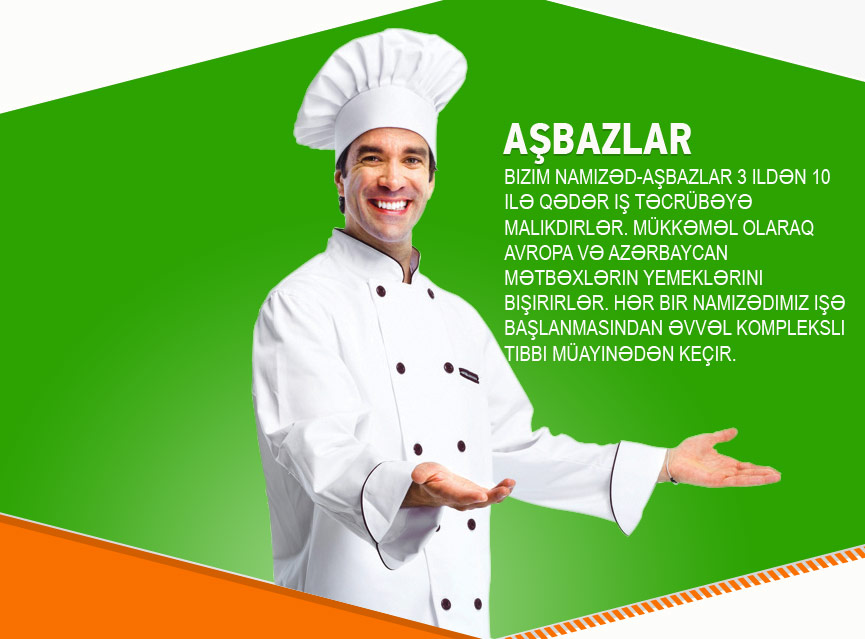 AŞBAZLAR
BIZIM NAMIZƏD-AŞBAZLAR 3 ILDƏN 10
ILƏ QƏDƏR IŞ TƏCRÜBƏYƏ
MALIKDIRLƏR. MÜKKƏMƏL OLARAQ
AVROPA VƏ AZƏRBAYCAN
MƏTBƏXLƏRIN YEMEKLƏRINI
BIŞIRIRLƏR. HƏR BIR NAMIZƏDIMIZ IŞƏ
BAŞLANMASINDAN ƏVVƏL KOMPLEKSLI
TIBBI MÜAYINƏDƏN KEÇIR.